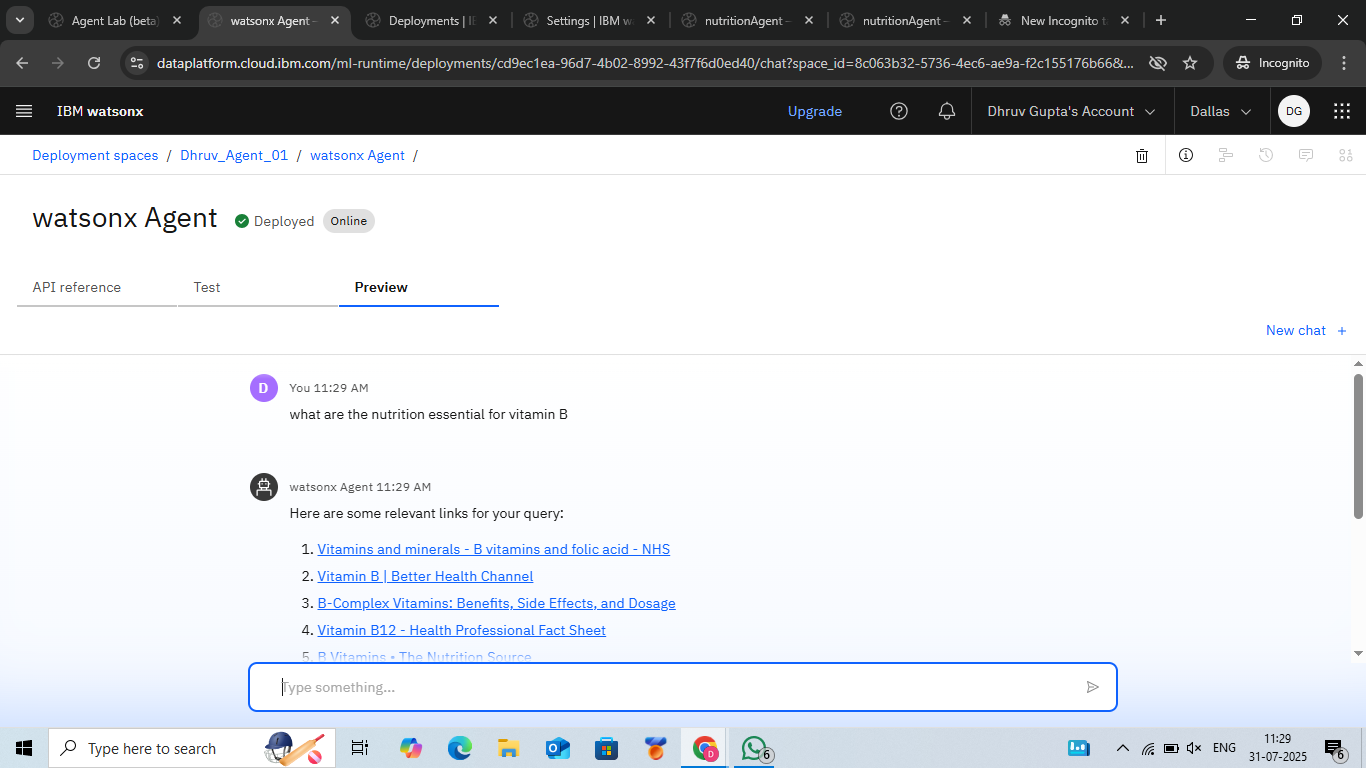 Agent Lab (beta)
watsonx Agent –
Deployments | IB
Settings | IBM w
nutritionAgent –
nutritionAgent –
New Incognito t
dataplatform.cloud.ibm.com/ml-runtime/deployments/cd9ec1ea-96d7-4b02-8992-43f7f6d0ed40/chat?space_id=8c063b32-5736-4ec6-ae9a-f2c155176b66&...
Incognito
IBM watsonx
Upgrade
Dhruv Gupta's Account
Dallas
DG
Deployment spaces / Dhruv_Agent_01 / watsonx Agent /
watsonx Agent
Deployed
Online
API reference
Test
Preview
New chat +
D
You 11:29 AM
what are the nutrition essential for vitamin B
watsonx Agent 11:29 AM
Here are some relevant links for your query:
1. Vitamins and minerals - B vitamins and folic acid - NHS
2. Vitamin B | Better Health Channel
3. B-Complex Vitamins: Benefits, Side Effects, and Dosage
4. Vitamin B12 - Health Professional Fact Sheet
5. B Vitamins • The Nutrition Source
Type something...
Type here to search
D
6
ENG
11:29
31-07-2025
6